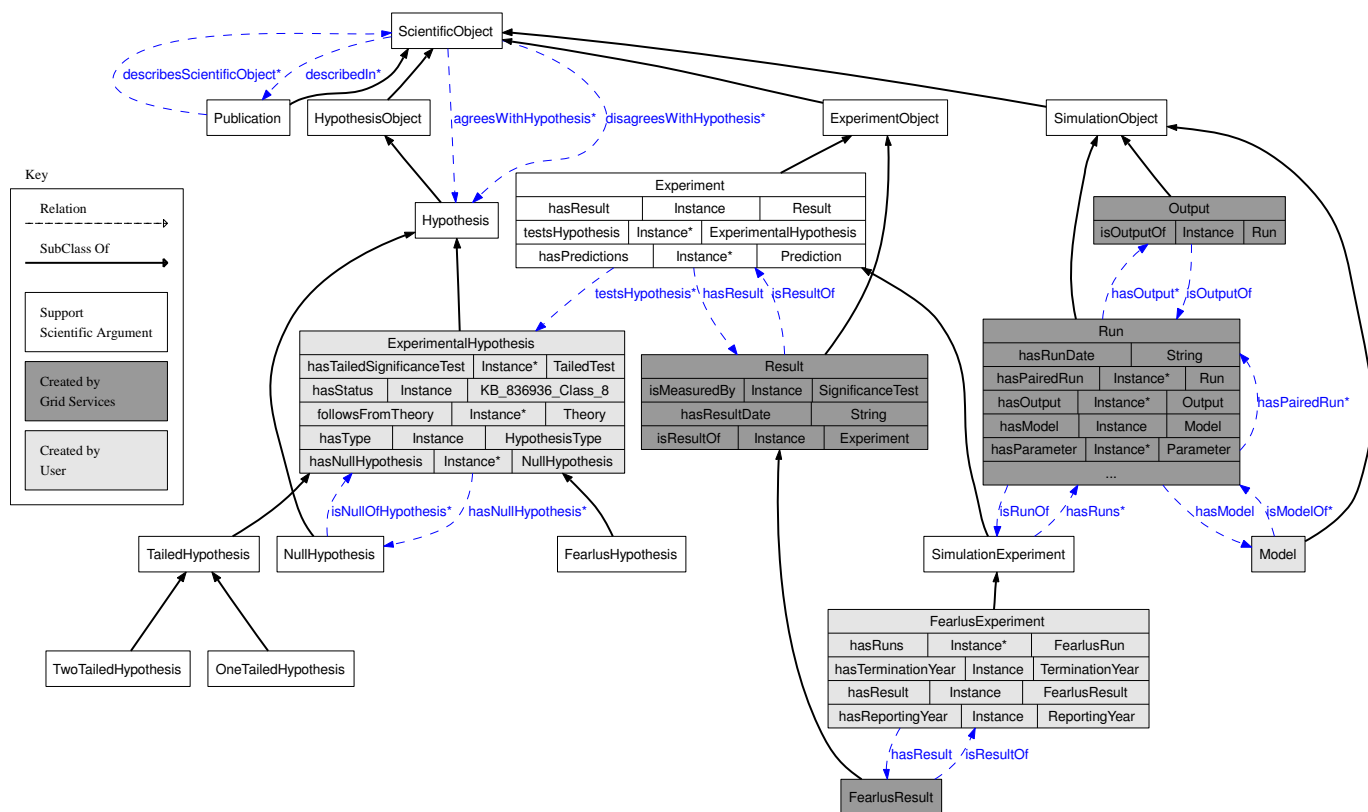 ScientificObject
describesScientificObject*
describedIn*
Publication
HypothesisObject
agreesWithHypothesis*
disagreesWithHypothesis*
ExperimentObject
SimulationObject
Key
Relation
SubClass Of
Support
Scientific Argument
Created by
Grid Services
Created by
User
Hypothesis
Experiment
hasResult Instance Result
testsHypothesis Instance* ExperimentalHypothesis
hasPredictions Instance* Prediction
Output
isOutputOf Instance Run
testsHypothesis*
hasResult
isResultOf
hasOutput*
isOutputOf
ExperimentalHypothesis
hasTailedSignificanceTest Instance* TailedTest
hasStatus Instance KB_836936_Class_8
followsFromTheory Instance* Theory
hasType Instance HypothesisType
hasNullHypothesis Instance* NullHypothesis
Result
isMeasuredBy Instance SignificanceTest
hasResultDate String
isResultOf Instance Experiment
Run
hasRunDate String
hasPairedRun Instance* Run
hasOutput Instance* Output
hasModel Instance Model
hasParameter Instance* Parameter
...
hasPairedRun*
isNullOfHypothesis*
hasNullHypothesis*
isRunOf
hasRuns*
hasModel
isModelOf*
TailedHypothesis
NullHypothesis
FearlusHypothesis
SimulationExperiment
Model
TwoTailedHypothesis
OneTailedHypothesis
FearlusExperiment
hasRuns Instance* FearlusRun
hasTerminationYear Instance TerminationYear
hasResult Instance FearlusResult
hasReportingYear Instance ReportingYear
hasResult
isResultOf
FearlusResult